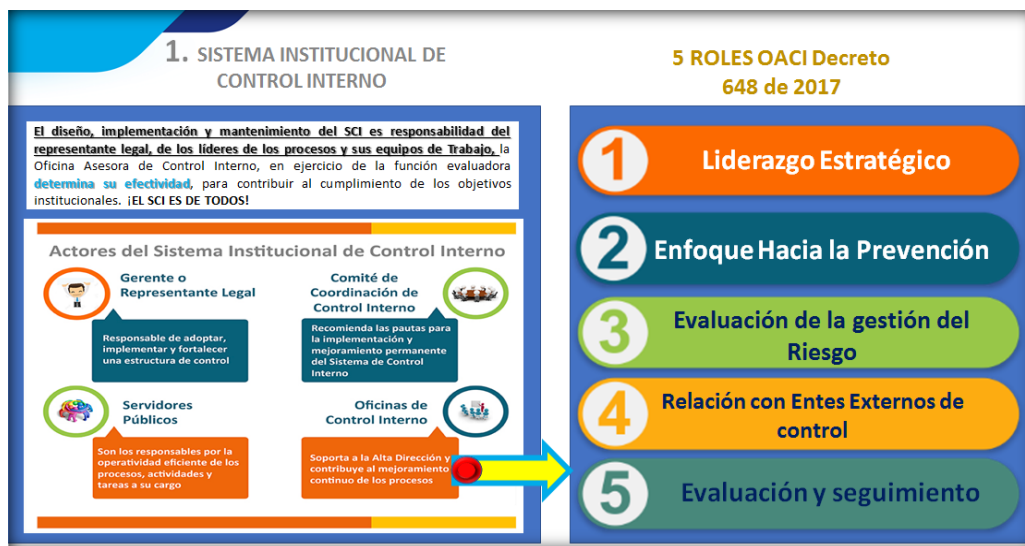 1. SISTEMA INSTITUCIONAL DE
CONTROL INTERNO
El diseño, implementación y mantenimiento del SCI es responsabilidad del
representante legal, de los líderes de los procesos y sus equipos de Trabajo, la
Oficina Asesora de Control Interno, en ejercicio de la función evaluadora
determina su efectividad, para contribuir al cumplimiento de los objetivos
institucionales. ¡EL SCI ES DE TODOS!
Actores del Sistema Institucional de Control Interno
Gerente o
Representante Legal
Responsable de adoptar,
implementar y fortalecer
una estructura de control
Comité de
Coordinación de
Control Interno
Recomienda las pautas para
la implementación y
mejoramiento permanente
del Sistema de Control
Interno
Servidores
Públicos
Son los responsables por la
operatividad eficiente de los
procesos, actividades y
tareas a su cargo
Oficinas de
Control Interno
Soporta a la Alta Dirección y
contribuye al mejoramiento
continuo de los procesos
5 ROLES OACI Decreto
648 de 2017
1 Liderazgo Estratégico
2 Enfoque Hacia la Prevención
3 Evaluación de la gestión del
Riesgo
4 Relación con Entes Externos de
control
5 Evaluación y seguimiento